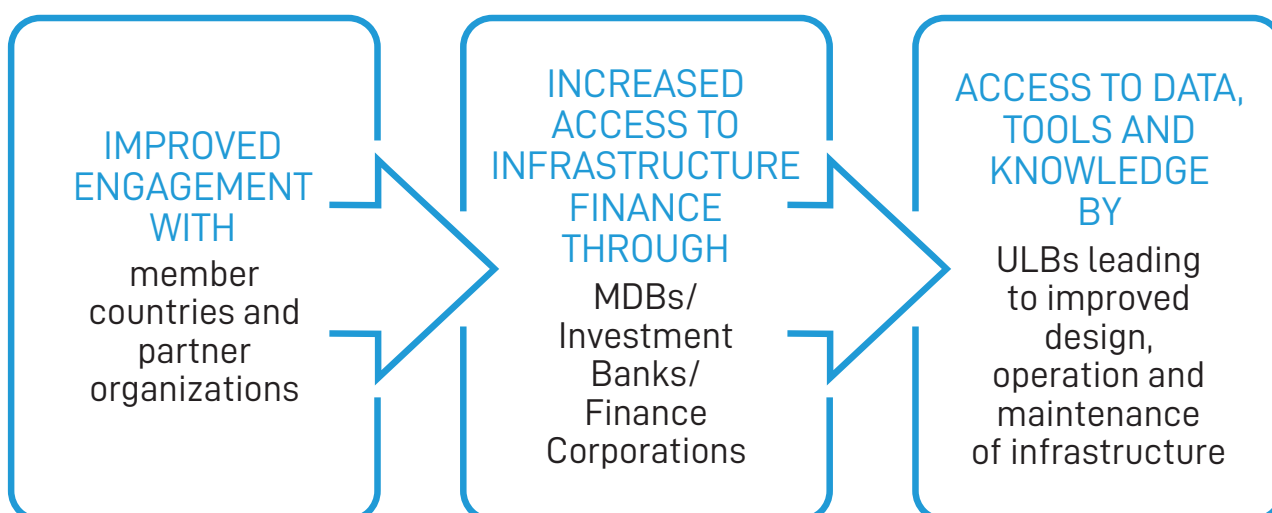 IMPROVED
ENGAGEMENT
WITH
member
countries and
partner
organizations
INCREASED
ACCESS TO
INFRASTRUCTURE
FINANCE
THROUGH
MDBs/
Investment
Banks/
Finance
Corporations
ACCESS TO DATA,
TOOLS AND
KNOWLEDGE
BY
ULBs leading
to improved
design,
operation and
maintenance
of infrastructure